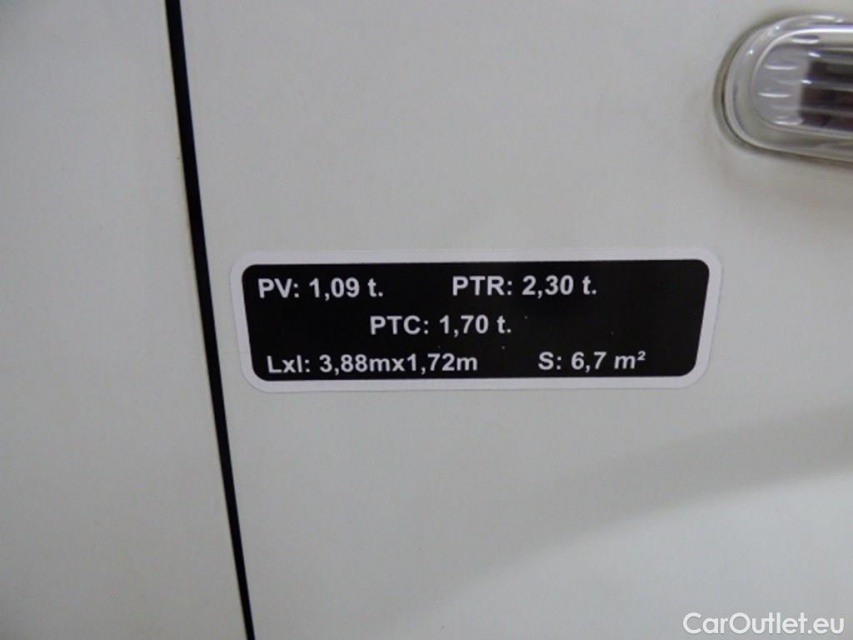 PV: 1,09 t. PTR: 2,30 t.
PTC: 1,70 t.
Lxl: 3,88mx1,72m S: 6,7 m²
CarOutlet.eu